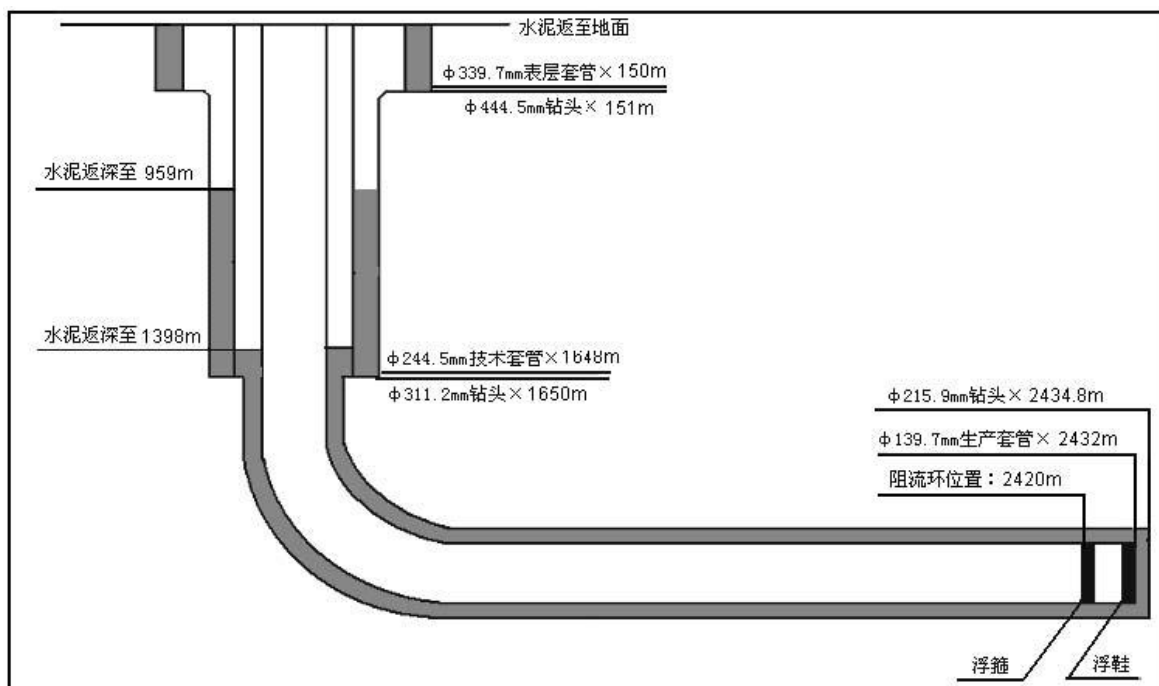 水泥返至地面
φ339.7mm表层套管×150m
φ444.5mm钻头×151m
水泥返深至 959m
水泥返深至1398m
φ244.5mm技术套管×1648m
φ311.2mm钻头×1650m
φ215.9mm钻头×2434.8m
φ139.7mm生产套管×2432m
阻流环位置：2420m
浮箍
浮鞋